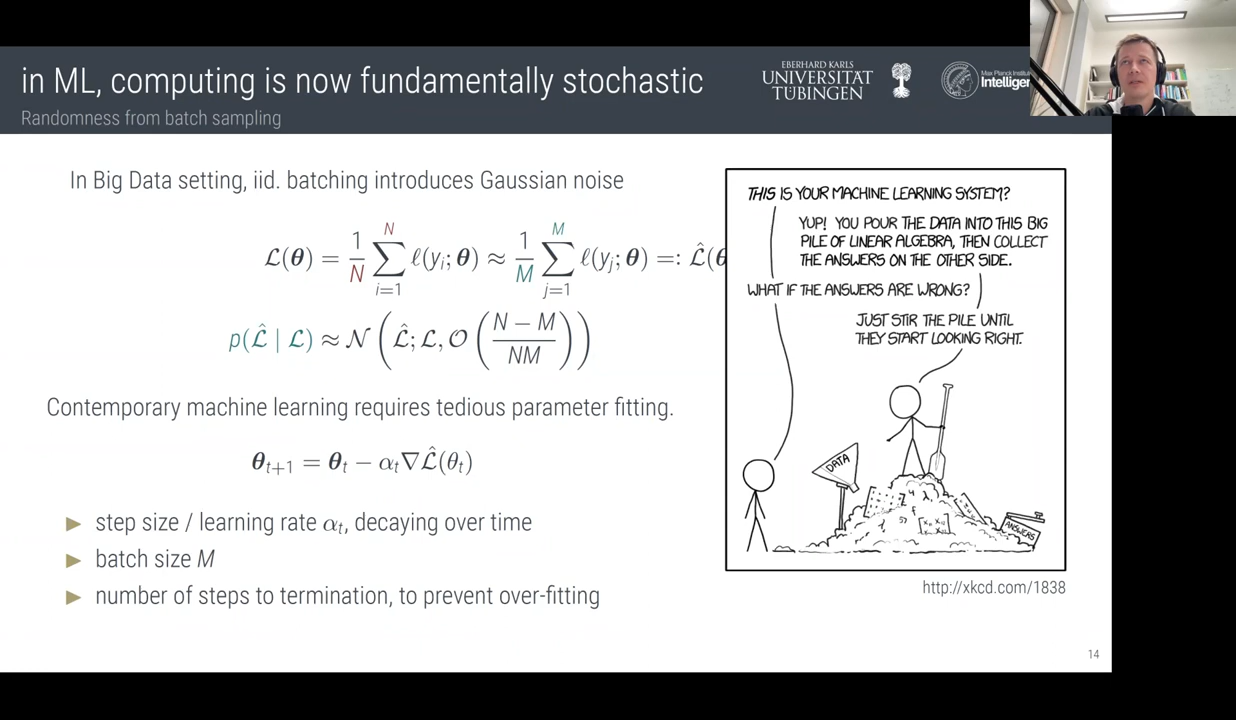 in ML, computing is now fundamentally stochastic
Randomness from batch sampling
EBERHARD KARLS
UNIVERSITÄT
TÜBINGEN
Max Planck
Intelligen
In Big Data setting, iid. batching introduces Gaussian noise
ℒ(θ) = 1/N ∑_{i=1}^{N} ℓ(y_i; θ) ≈ 1/M ∑_{j=1}^{M} ℓ(y_j; θ) =: ℒ̂(θ
p(ℒ̂ | ℒ) ≈ 𝒩(ℒ̂; ℒ, 𝒪((N − M)/(NM)))
Contemporary machine learning requires tedious parameter fitting.
θ_{t+1} = θ_t − α_t∇ℒ̂(θ_t)
► step size / learning rate α_t, decaying over time
► batch size M
► number of steps to termination, to prevent over-fitting
THIS IS YOUR MACHINE LEARNING SYSTEM?
YUP! YOU POUR THE DATA INTO THIS BIG
PILE OF LINEAR ALGEBRA, THEN COLLECT
THE ANSWERS ON THE OTHER SIDE.
WHAT IF THE ANSWERS ARE WRONG?
JUST STIR THE PILE UNTIL
THEY START LOOKING RIGHT.
DATA
ANSWERS
http://xkcd.com/1838
14